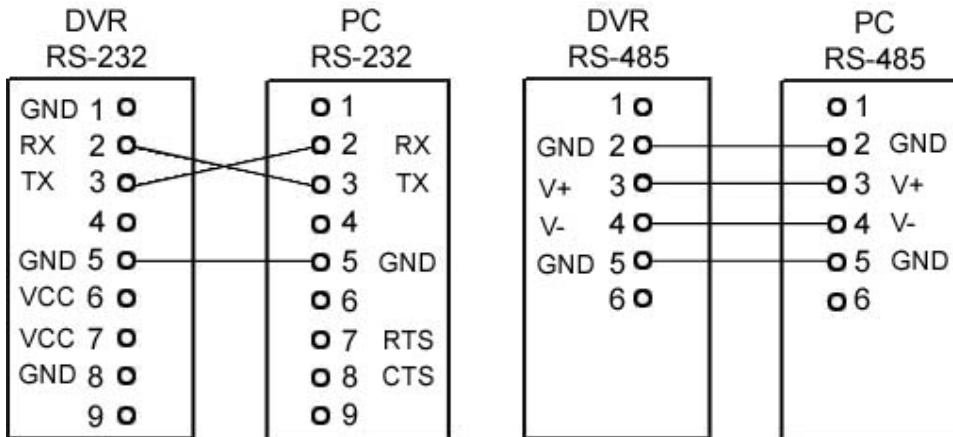 DVR
RS-232
GND 1
RX 2
TX 3
4
GND 5
VCC 6
VCC 7
GND 8
9
PC
RS-232
1
2 RX
3 TX
4
5 GND
6
7 RTS
8 CTS
9
DVR
RS-485
1
GND 2
V+ 3
V- 4
GND 5
6
PC
RS-485
1
2 GND
3 V+
4 V-
5 GND
6